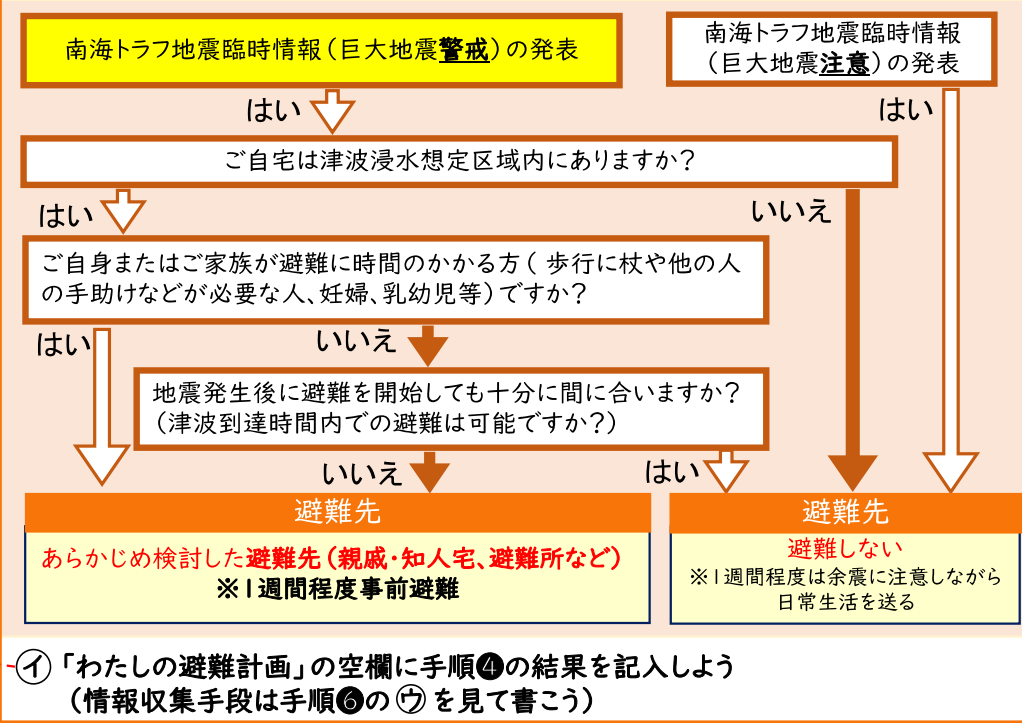 南海トラフ地震臨時情報(巨大地震警戒)の発表
南海トラフ地震臨時情報
(巨大地震注意)の発表
はい
はい
ご自宅は津波浸水想定区域内にありますか?
はい
いいえ
ご自身またはご家族が避難に時間のかかる方( 歩行に杖や他の人
の手助けなどが必要な人、妊婦、乳幼児等)ですか?
はい
いいえ
地震発生後に避難を開始しても十分に間に合いますか?
(津波到達時間内での避難は可能ですか?)
いいえ
はい
避難先
あらかじめ検討した避難先(親戚・知人宅、避難所など)
※1週間程度事前避難
避難先
避難しない
※1週間程度は余震に注意しながら
日常生活を送る
㋑「わたしの避難計画」の空欄に手順❹の結果を記入しよう
(情報収集手段は手順❻の㋒を見て書こう)